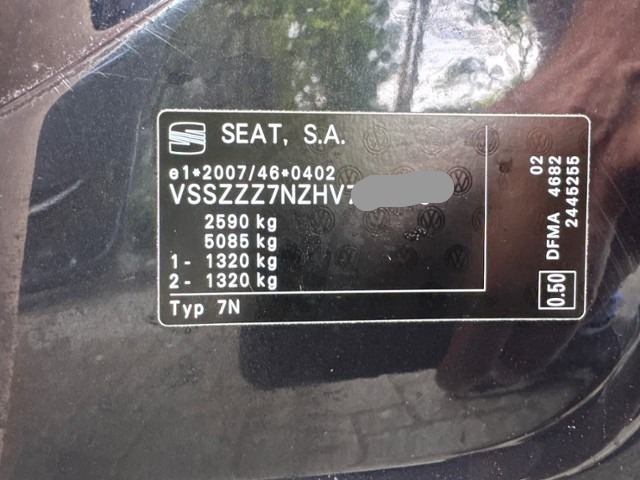 SEAT, S.A.
e1*2007/46*0402
VSSZZZ7NZHV
2590 kg
5085 kg
1- 1320 kg
2- 1320 kg
Typ 7N
02
DFMA 4682
2445255
0.50